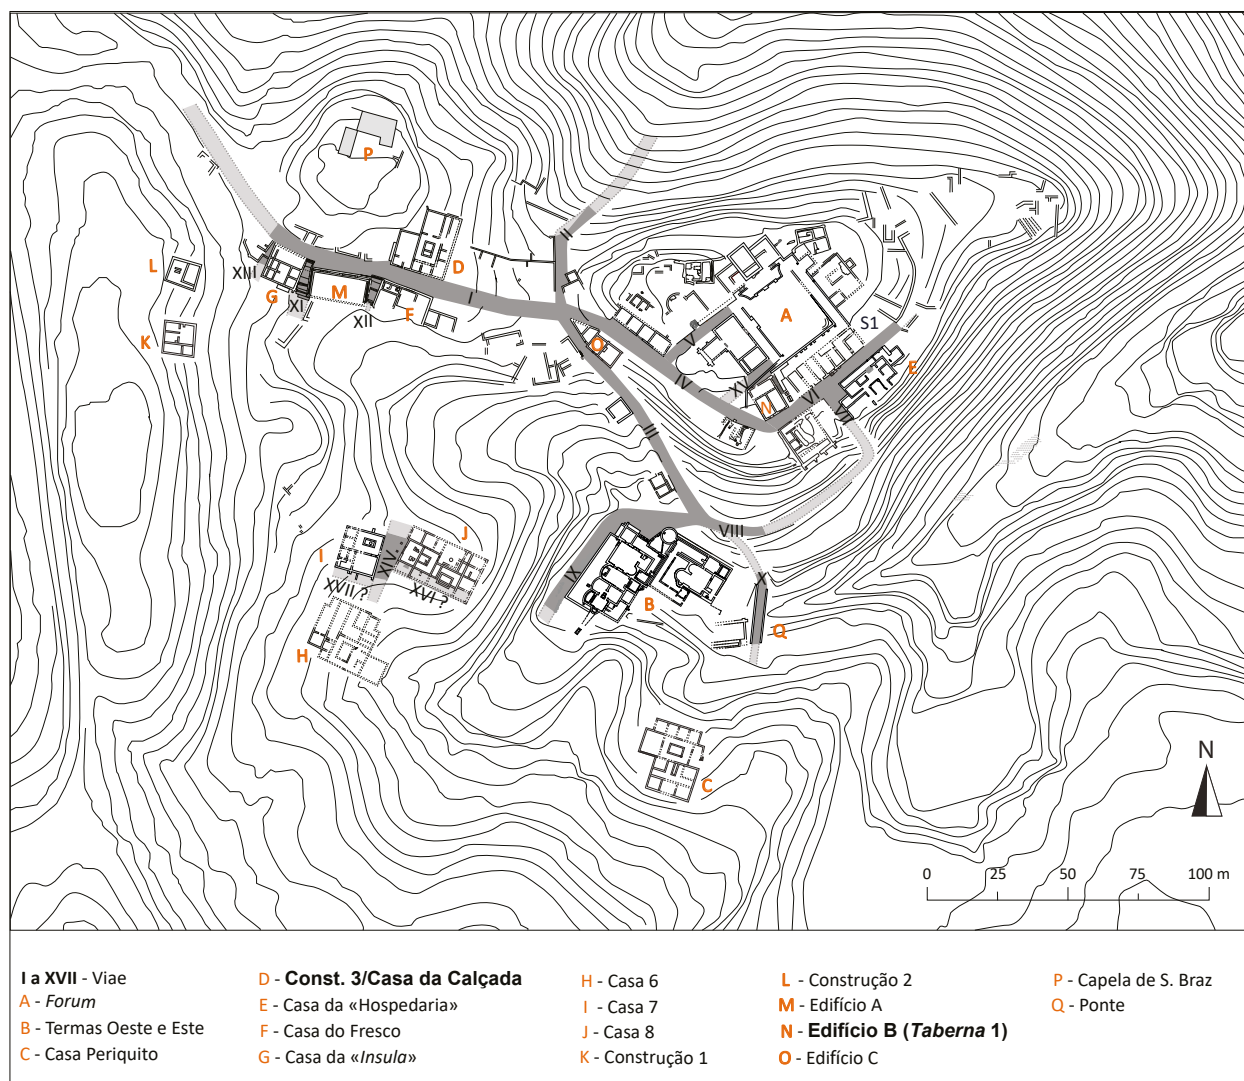 P
II
L
XIII
D
G
XI
M
XII
F
I
K
O
V
A
S1
E
IV
XV
N
VI
VII
III
VIII
I
XIV
J
XVII ?
XVI ?
IX
X
B
Q
H
C
N
0 25 50 75 100 m
I a XVII - Viae
A - Forum
B - Termas Oeste e Este
C - Casa Periquito
D - Const. 3/Casa da Calçada
E - Casa da «Hospedaria»
F - Casa do Fresco
G - Casa da «Insula»
H - Casa 6
I - Casa 7
J - Casa 8
K - Construção 1
L - Construção 2
M - Edifício A
N - Edifício B (Taberna 1)
O - Edifício C
P - Capela de S. Braz
Q - Ponte